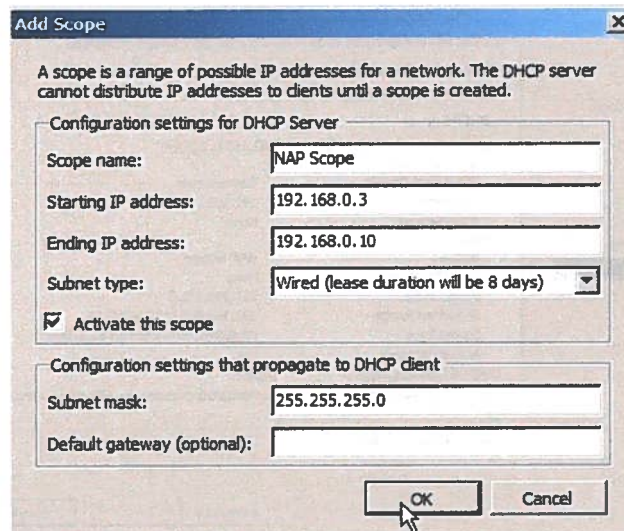 Add Scope
A scope is a range of possible IP addresses for a network. The DHCP server
cannot distribute IP addresses to clients until a scope is created.
Configuration settings for DHCP Server
Scope name:
NAP Scope
Starting IP address:
192.168.0.3
Ending IP address:
192.168.0.10
Subnet type:
Wired (lease duration will be 8 days)
Activate this scope
Configuration settings that propagate to DHCP client
Subnet mask:
255.255.255.0
Default gateway (optional):
OK
Cancel